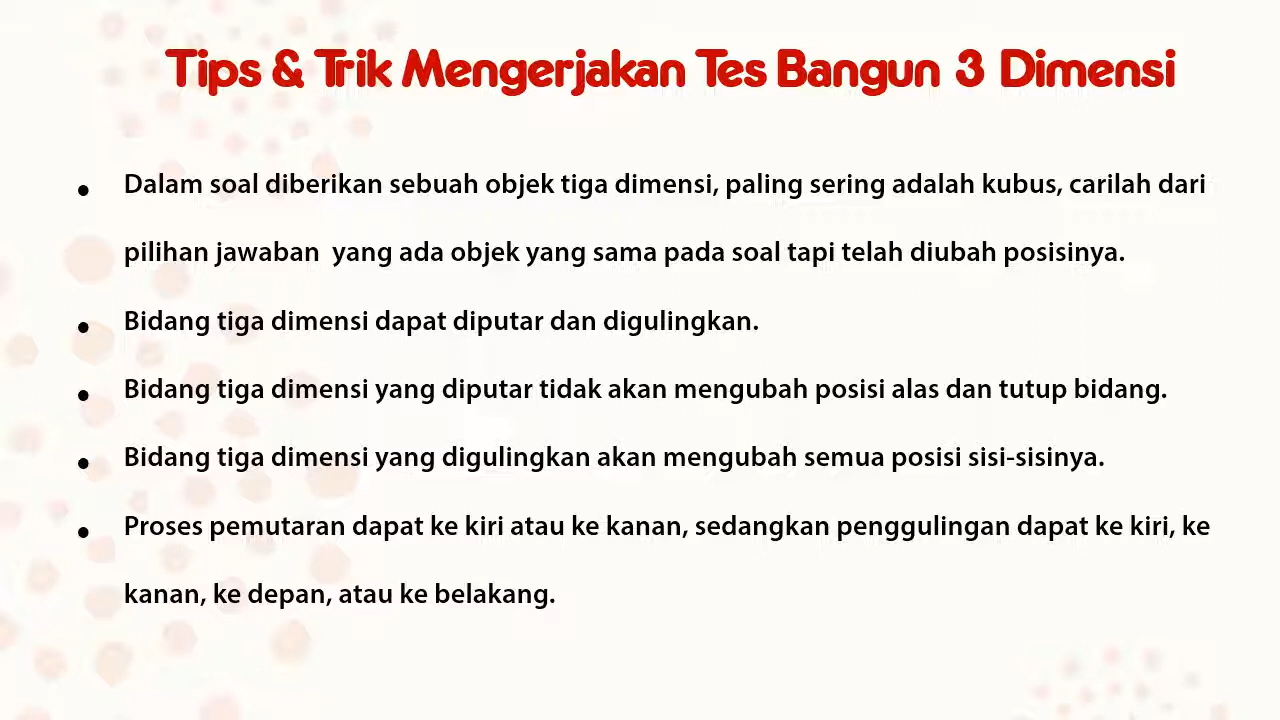 Tips & Trik Mengerjakan Tes Bangun 3 Dimensi
• Dalam soal diberikan sebuah objek tiga dimensi, paling sering adalah kubus, carilah dari
pilihan jawaban  yang ada objek yang sama pada soal tapi telah diubah posisinya.
• Bidang tiga dimensi dapat diputar dan digulingkan.
• Bidang tiga dimensi yang diputar tidak akan mengubah posisi alas dan tutup bidang.
• Bidang tiga dimensi yang digulingkan akan mengubah semua posisi sisi-sisinya.
• Proses pemutaran dapat ke kiri atau ke kanan, sedangkan penggulingan dapat ke kiri, ke
kanan, ke depan, atau ke belakang.